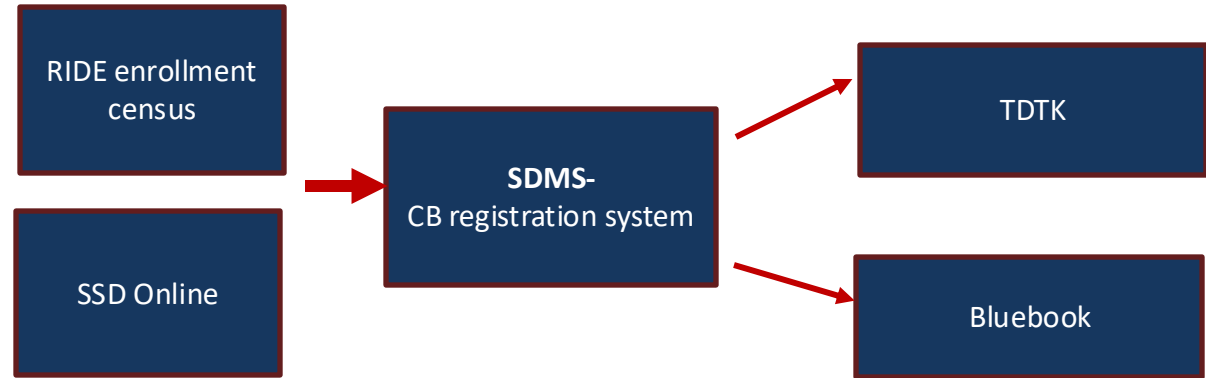 RIDE enrollment
census
SSD Online
SDMS-
CB registration system
TDTK
Bluebook